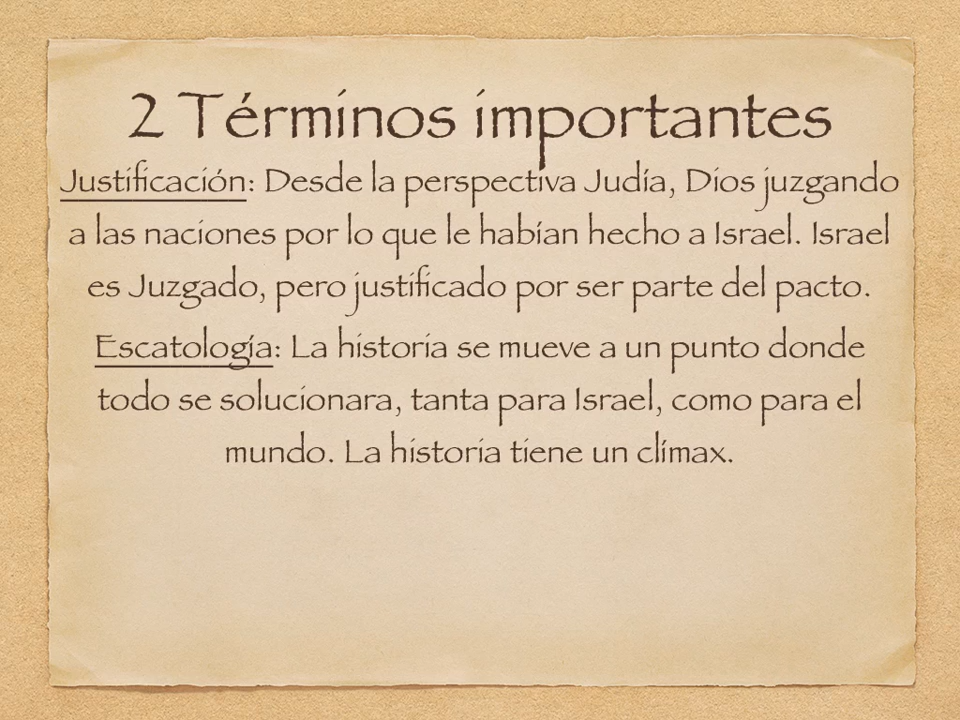 2 Términos importantes
Justificación: Desde la perspectiva Judía, Dios juzgando
a las naciones por lo que le habían hecho a Israel. Israel
es Juzgado, pero justificado por ser parte del pacto.
Escatología: La historia se mueve a un punto donde
todo se solucionara, tanta para Israel, como para el
mundo. La historia tiene un clímax.